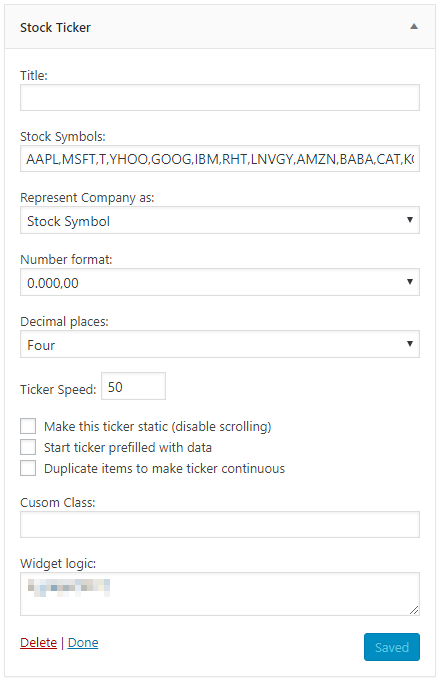 Stock Ticker
Title:
Stock Symbols:
AAPL,MSFT,T,YHOO,GOOG,IBM,RHT,LNVGY,AMZN,BABA,CAT,KO
Represent Company as:
Stock Symbol
Number format:
0.000,00
Decimal places:
Four
Ticker Speed: 50
Make this ticker static (disable scrolling)
Start ticker prefilled with data
Duplicate items to make ticker continuous
Cusom Class:
Widget logic:
Delete | Done
Saved